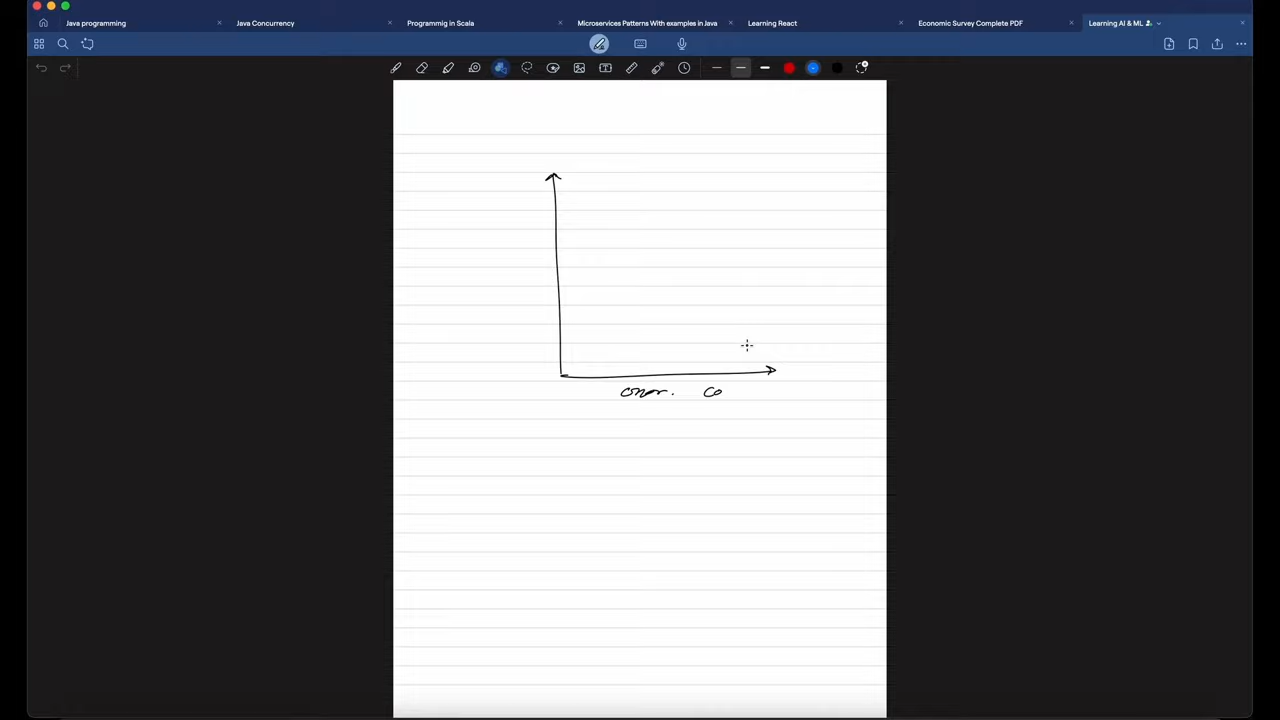 Java programming
Java Concurrency
Programmig in Scala
Microservices Patterns With examples in Java
Learning React
Economic Survey Complete PDF
Learning AI & ML
Co